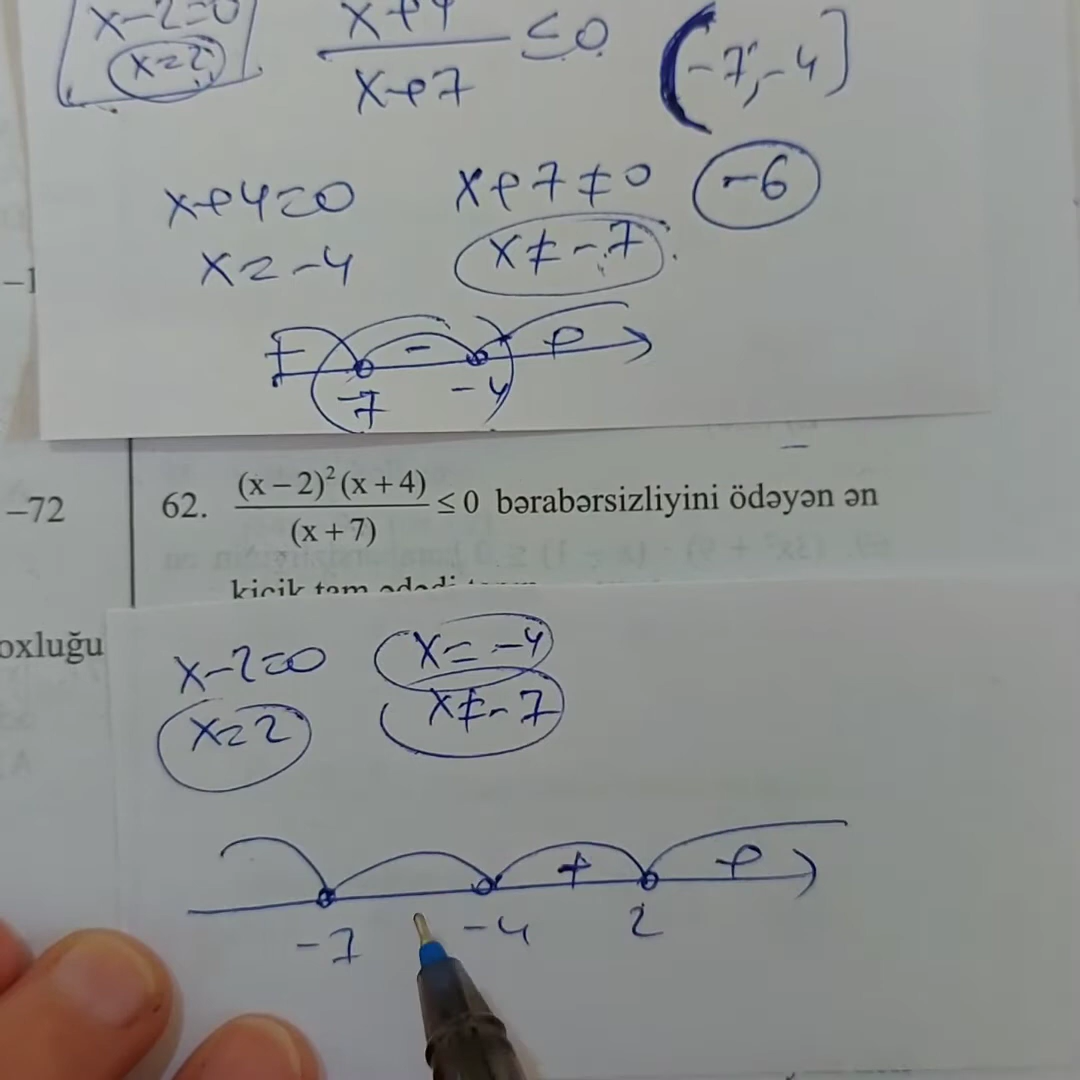 x-2=0
x=2
x+4 / x+7 ≤ 0 (-7,-4]
x+4=0 x+7≠0 -6
x=-4 x≠-7
+ - +
-7 -4
-1
-72
62. (x – 2)² (x + 4) / (x + 7) ≤ 0 bərabərsizliyini ödəyən ən
oxluğu
x-2=0 x=-4
x=2 x≠-7
+ +
-7 -4 2